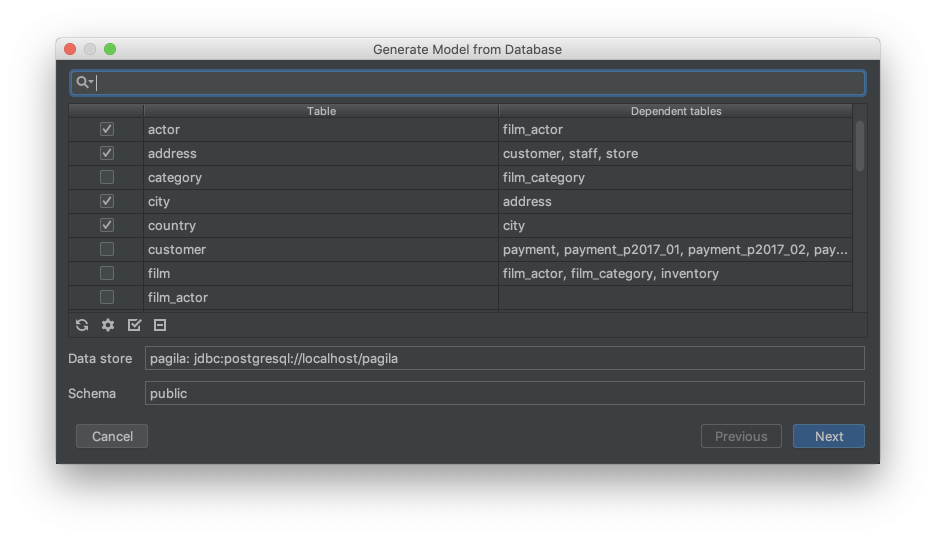 Generate Model from Database
Table Dependent tables
actor film_actor
address customer, staff, store
category film_category
city address
country city
customer payment, payment_p2017_01, payment_p2017_02, pay...
film film_actor, film_category, inventory
film_actor
Data store pagila: jdbc:postgresql://localhost/pagila
Schema public
Cancel Previous Next